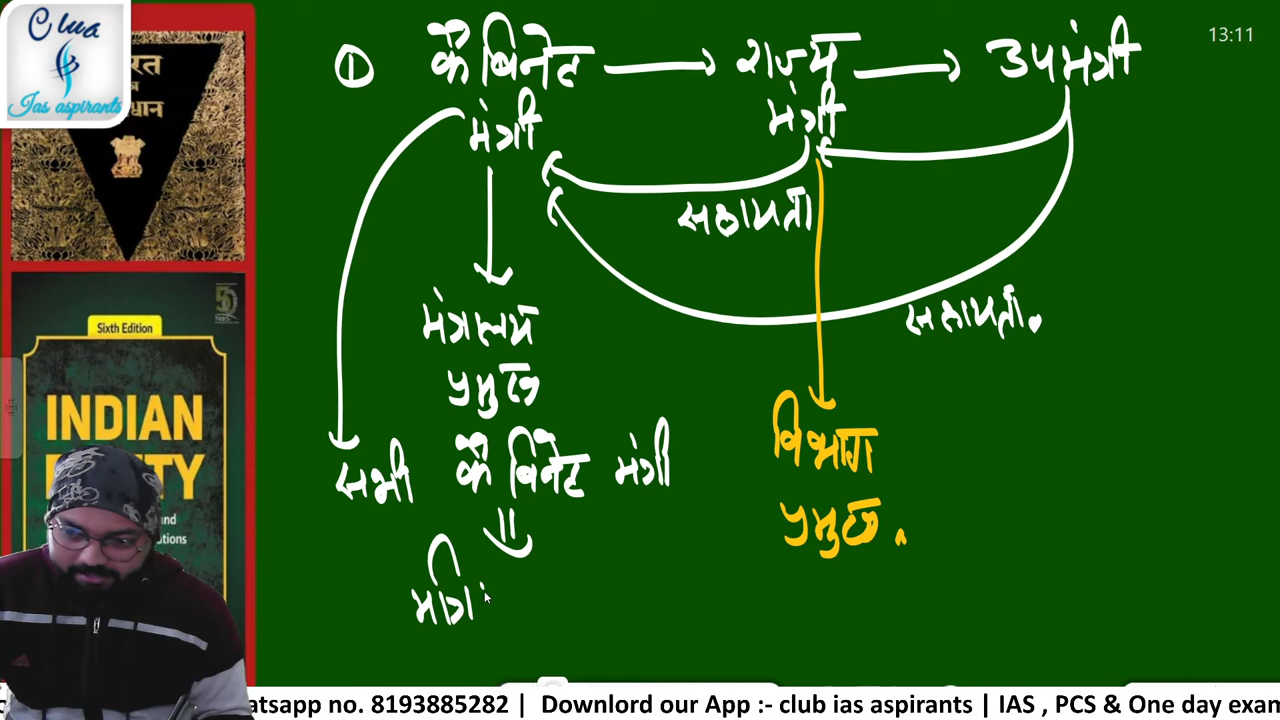 Club
Ias aspirants
Sixth Edition
INDIAN
13:11
① कैबिनेट → राज्य → उपमंत्री
मंत्री मंत्री
सहायता
सहायता.
मंत्रालय
प्रमुख
सभी कैबिनेट मंत्री
विभाग
प्रमुख.
atsapp no. 8193885282 | Downlord our App :- club ias aspirants | IAS , PCS & One day exan